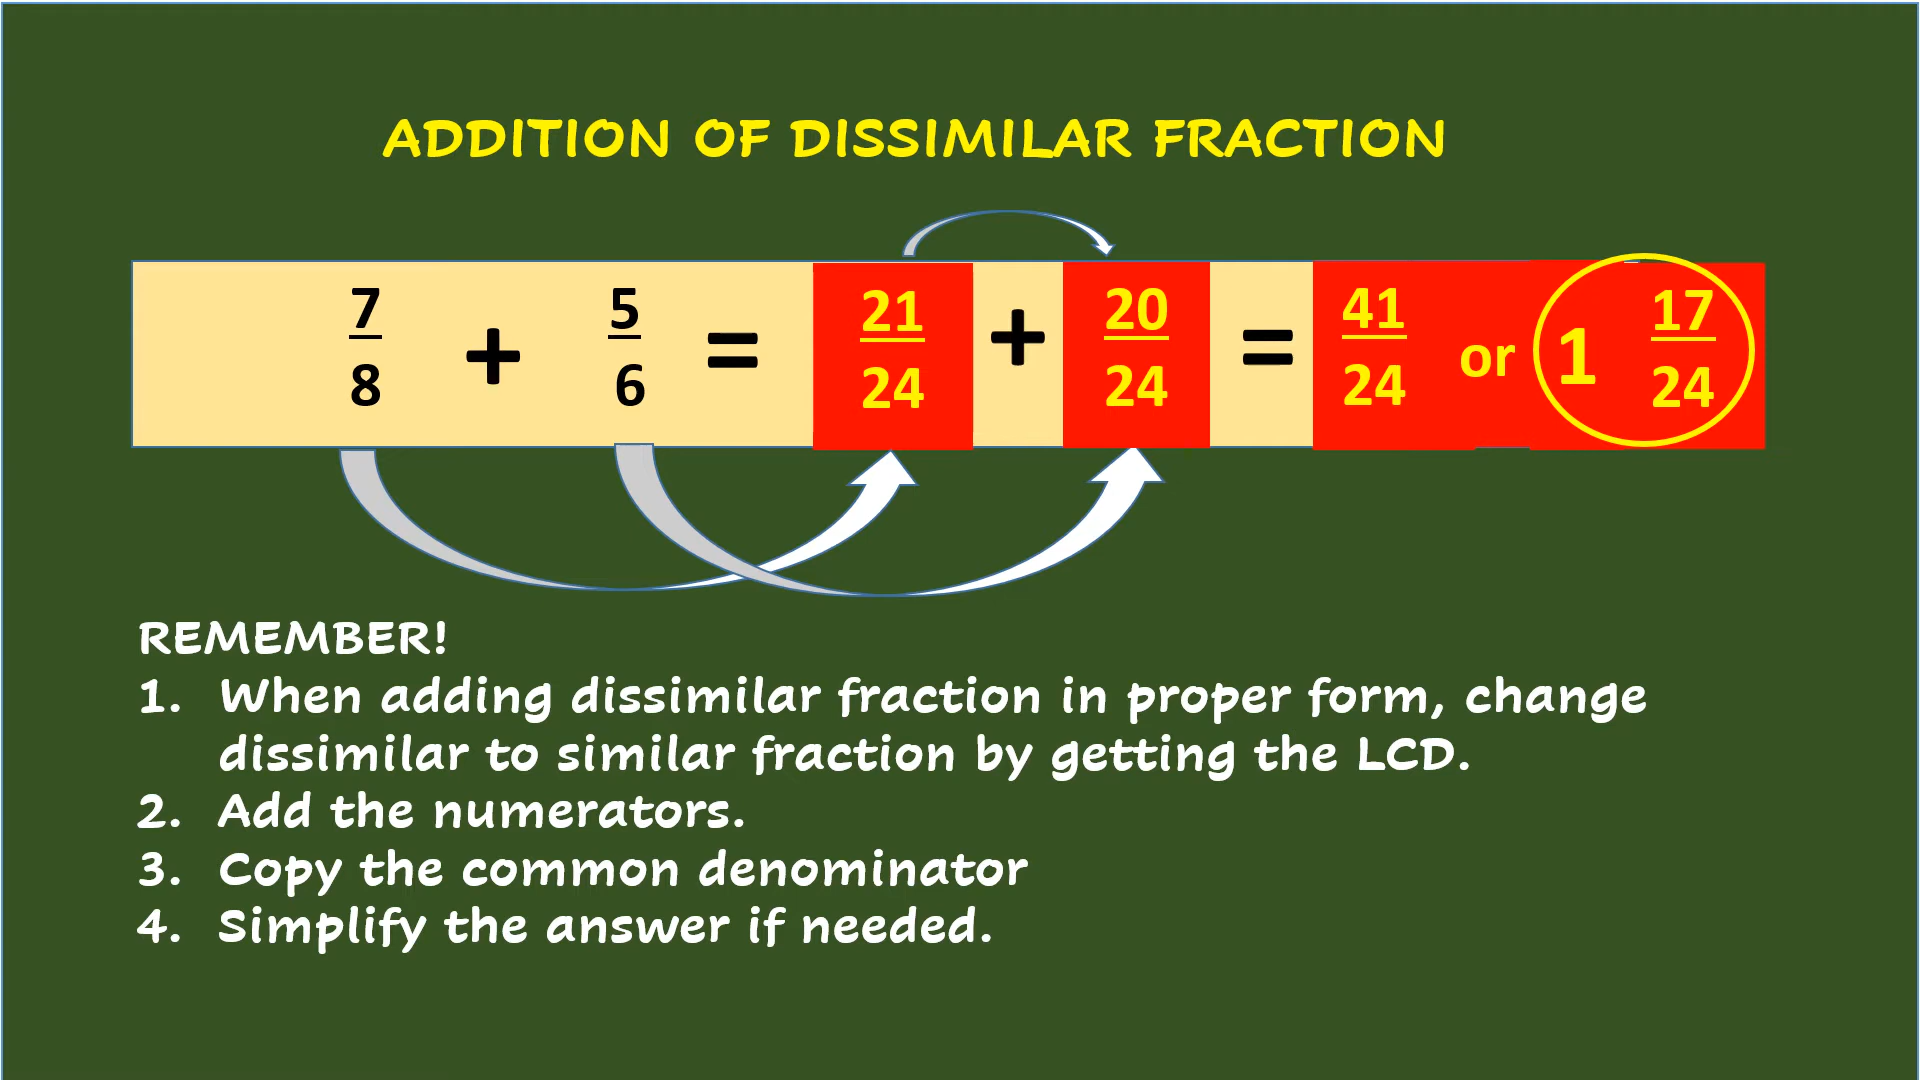 ADDITION OF DISSIMILAR FRACTION
7/8 + 5/6 = 21/24 + 20/24 = 41/24 or 1 17/24
REMEMBER!
1. When adding dissimilar fraction in proper form, change
dissimilar to similar fraction by getting the LCD.
2. Add the numerators.
3. Copy the common denominator
4. Simplify the answer if needed.